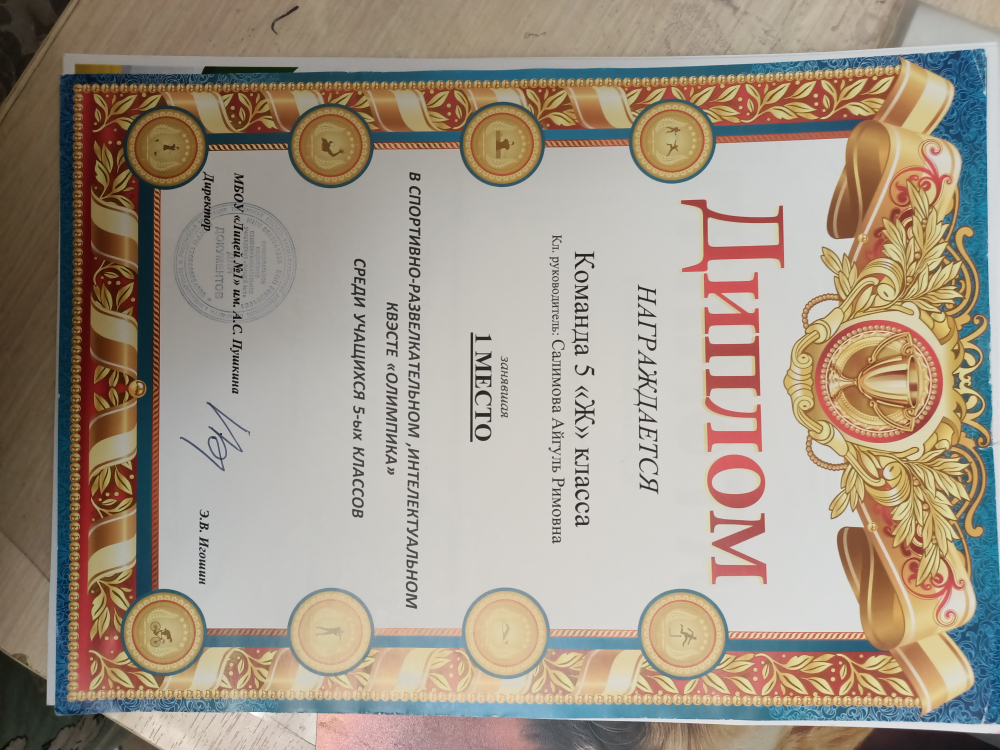 ДИПЛОМ
НАГРАЖДАЕТСЯ
Команда 5 «Ж» класса
Кл. руководитель: Салимова Айгуль Римовна
занявшая
1 МЕСТО
В СПОРТИВНО-РАЗВЛЕКАТЕЛЬНОМ ,ИНТЕЛЕКТУАЛЬНОМ
КВЭСТЕ «ОЛИМПИКА»
СРЕДИ УЧАЩИХСЯ 5-ых КЛАССОВ
МБОУ «Лицей №1» им. А.С. Пушкина
Директор
Э.В. Игошин
ДОКУМЕНТОВ